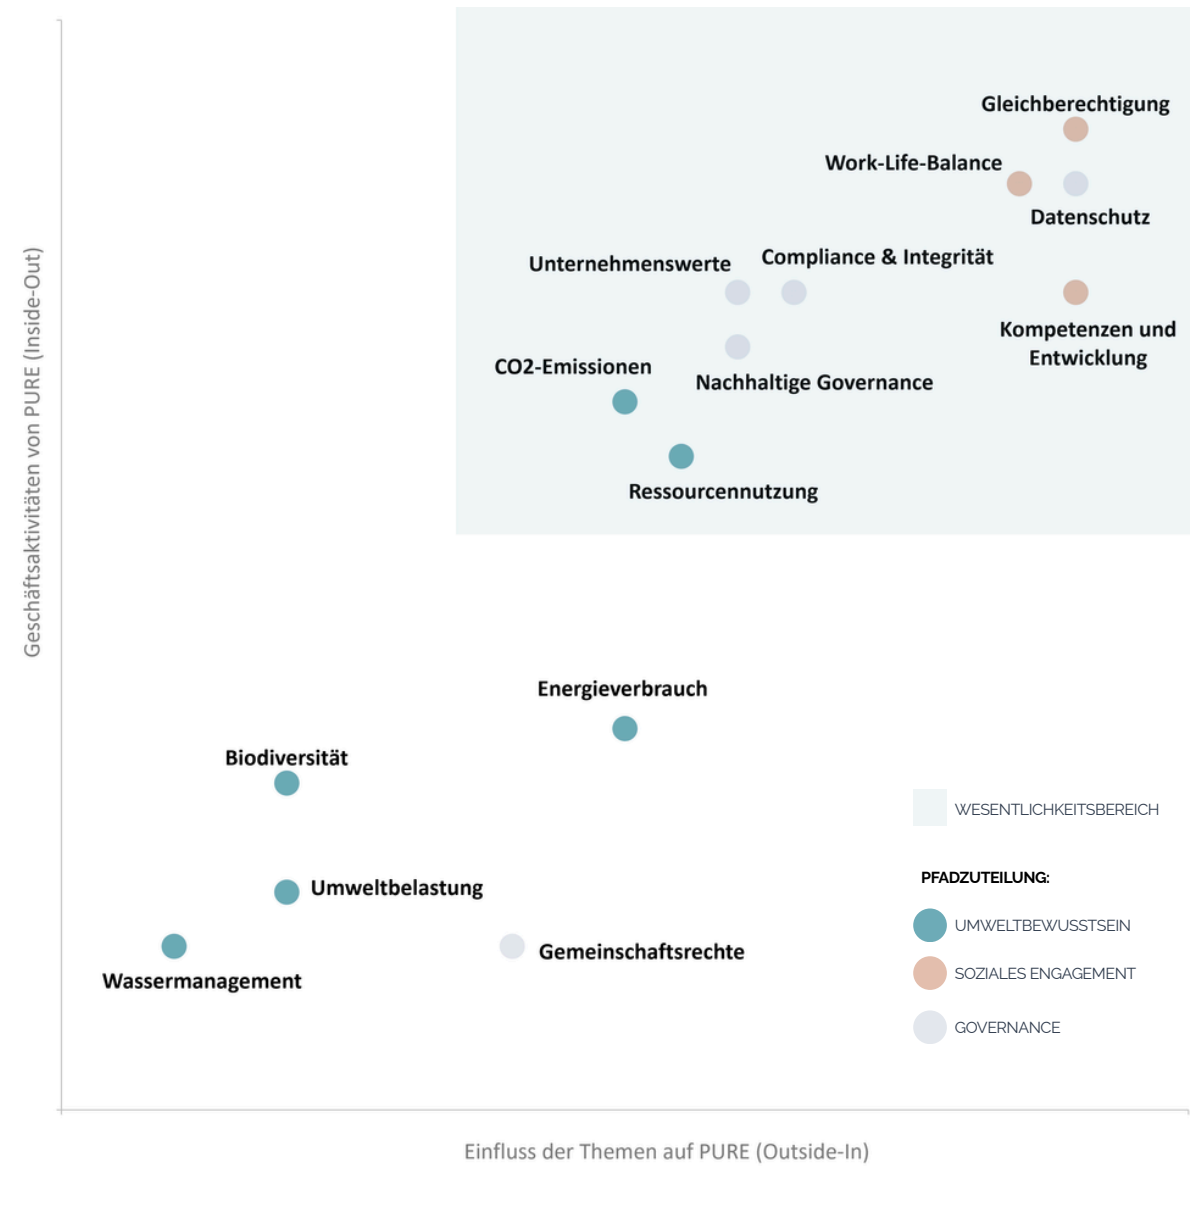 Gleichberechtigung
Work-Life-Balance
Datenschutz
Unternehmenswerte
Compliance & Integrität
Kompetenzen und
Entwicklung
CO2-Emissionen
Nachhaltige Governance
Ressourcennutzung
Geschäftsaktivitäten von PURE (Inside-Out)
Energieverbrauch
Biodiversität
Umweltbelastung
Wassermanagement
Gemeinschaftsrechte
WESENTLICHKEITSBEREICH
PFADZUTEILUNG:
UMWELTBEWUSSTSEIN
SOZIALES ENGAGEMENT
GOVERNANCE
Einfluss der Themen auf PURE (Outside-In)